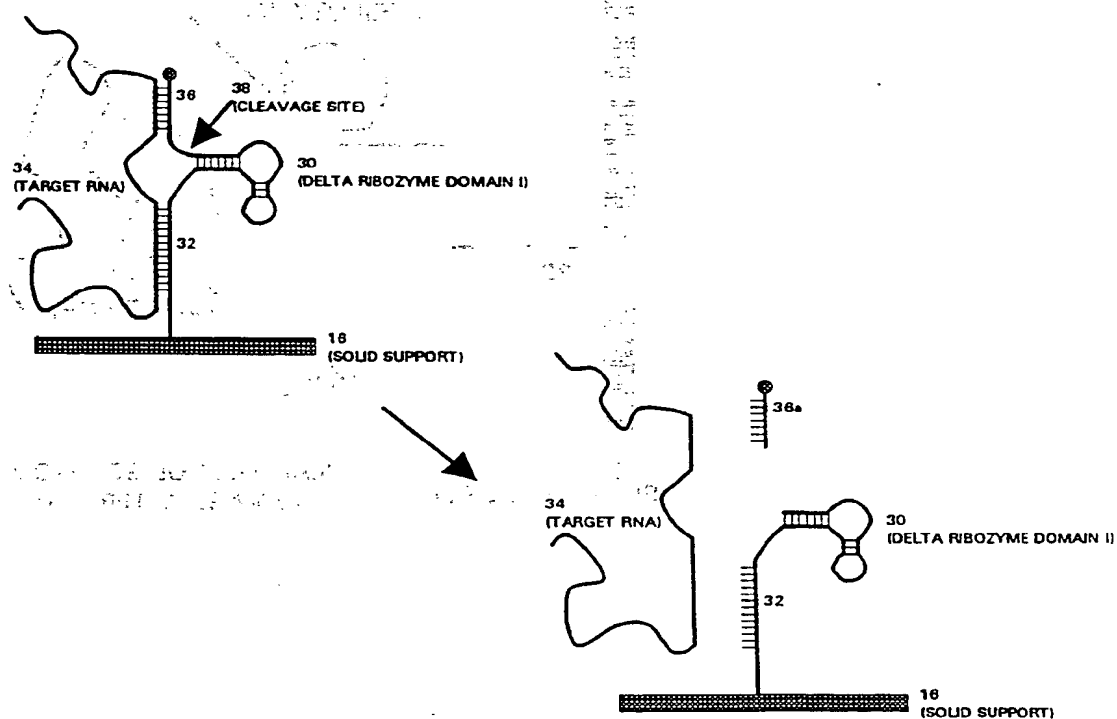 36
38
(CLEAVAGE SITE)
34
(TARGET RNA)
30
(DELTA RIBOZYME DOMAIN I)
32
16
(SOLID SUPPORT)
36a
34
(TARGET RNA)
30
(DELTA RIBOZYME DOMAIN I)
32
16
(SOLID SUPPORT)